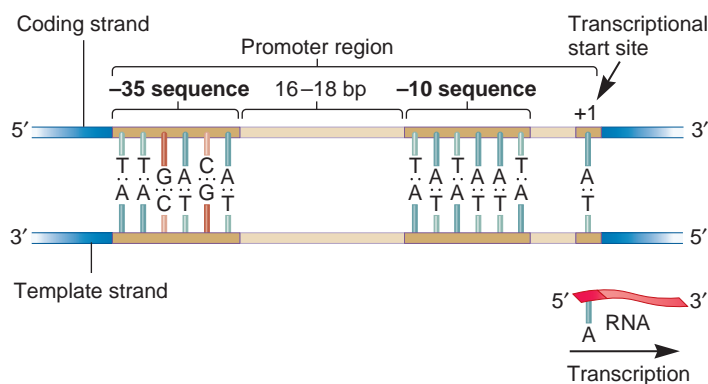 Coding strand
Transcriptional
start site
Promoter region
–35 sequence
16–18 bp
–10 sequence
+1
5′
3′
T T G A C A
A A C T G T
T A T A A T
A T A T T A
A
T
3′
5′
Template strand
5′
3′
RNA
A
Transcription